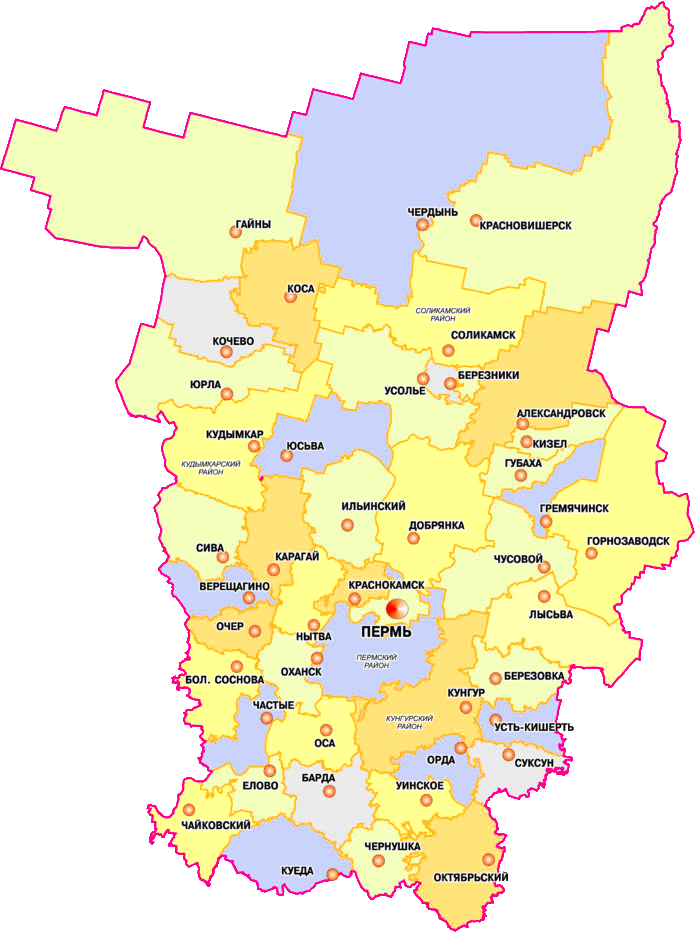 ЧЕРДЫНЬ
ГАЙНЫ
КРАСНОВИШЕРСК
КОСА
СОЛИКАМСКИЙ
РАЙОН
СОЛИКАМСК
КОЧЕВО
БЕРЕЗНИКИ
ЮРЛА
УСОЛЬЕ
АЛЕКСАНДРОВСК
КУДЫМКАР
ЮСЬВА
КИЗЕЛ
КУДЫМКАРСКИЙ
РАЙОН
ГУБАХА
ИЛЬИНСКИЙ
ГРЕМЯЧИНСК
ДОБРЯНКА
ГОРНОЗАВОДСК
СИВА
КАРАГАЙ
ЧУСОВОЙ
ВЕРЕЩАГИНО
КРАСНОКАМСК
ЛЫСЬВА
ОЧЕР
НЫТВА
ПЕРМЬ
ПЕРМСКИЙ
РАЙОН
БОЛ. СОСНОВА
ОХАНСК
БЕРЕЗОВКА
КУНГУР
ЧАСТЫЕ
КУНГУРСКИЙ
РАЙОН
УСТЬ-КИШЕРТЬ
ОСА
ОРДА
СУКСУН
ЕЛОВО
БАРДА
УИНСКОЕ
ЧАЙКОВСКИЙ
ЧЕРНУШКА
КУЕДА
ОКТЯБРЬСКИЙ